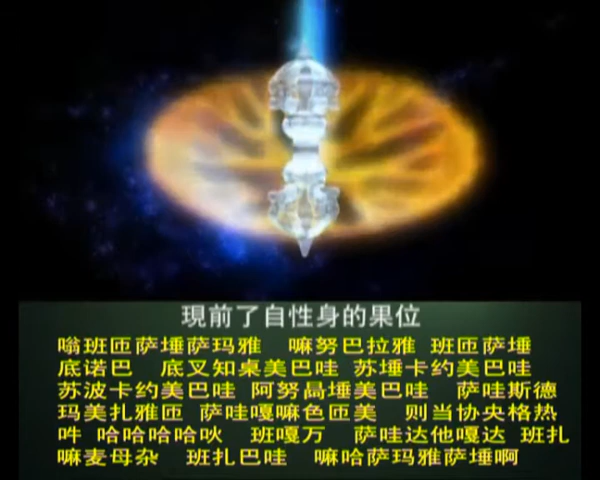 現前了自性身的果位
嗡班匝萨埵萨玛雅　嘛努巴拉雅 班匝萨埵
底诺巴　底叉知桌美巴哇 苏埵卡约美巴哇
苏波卡约美巴哇 阿努晑埵美巴哇　萨哇斯德
玛美扎雅匝　萨哇嘎嘛色匝美　则当协央格热
吽 哈哈哈哈吙　班嘎万　萨哇达他嘎达 班扎
嘛麦母杂　班扎巴哇　嘛哈萨玛雅萨埵啊